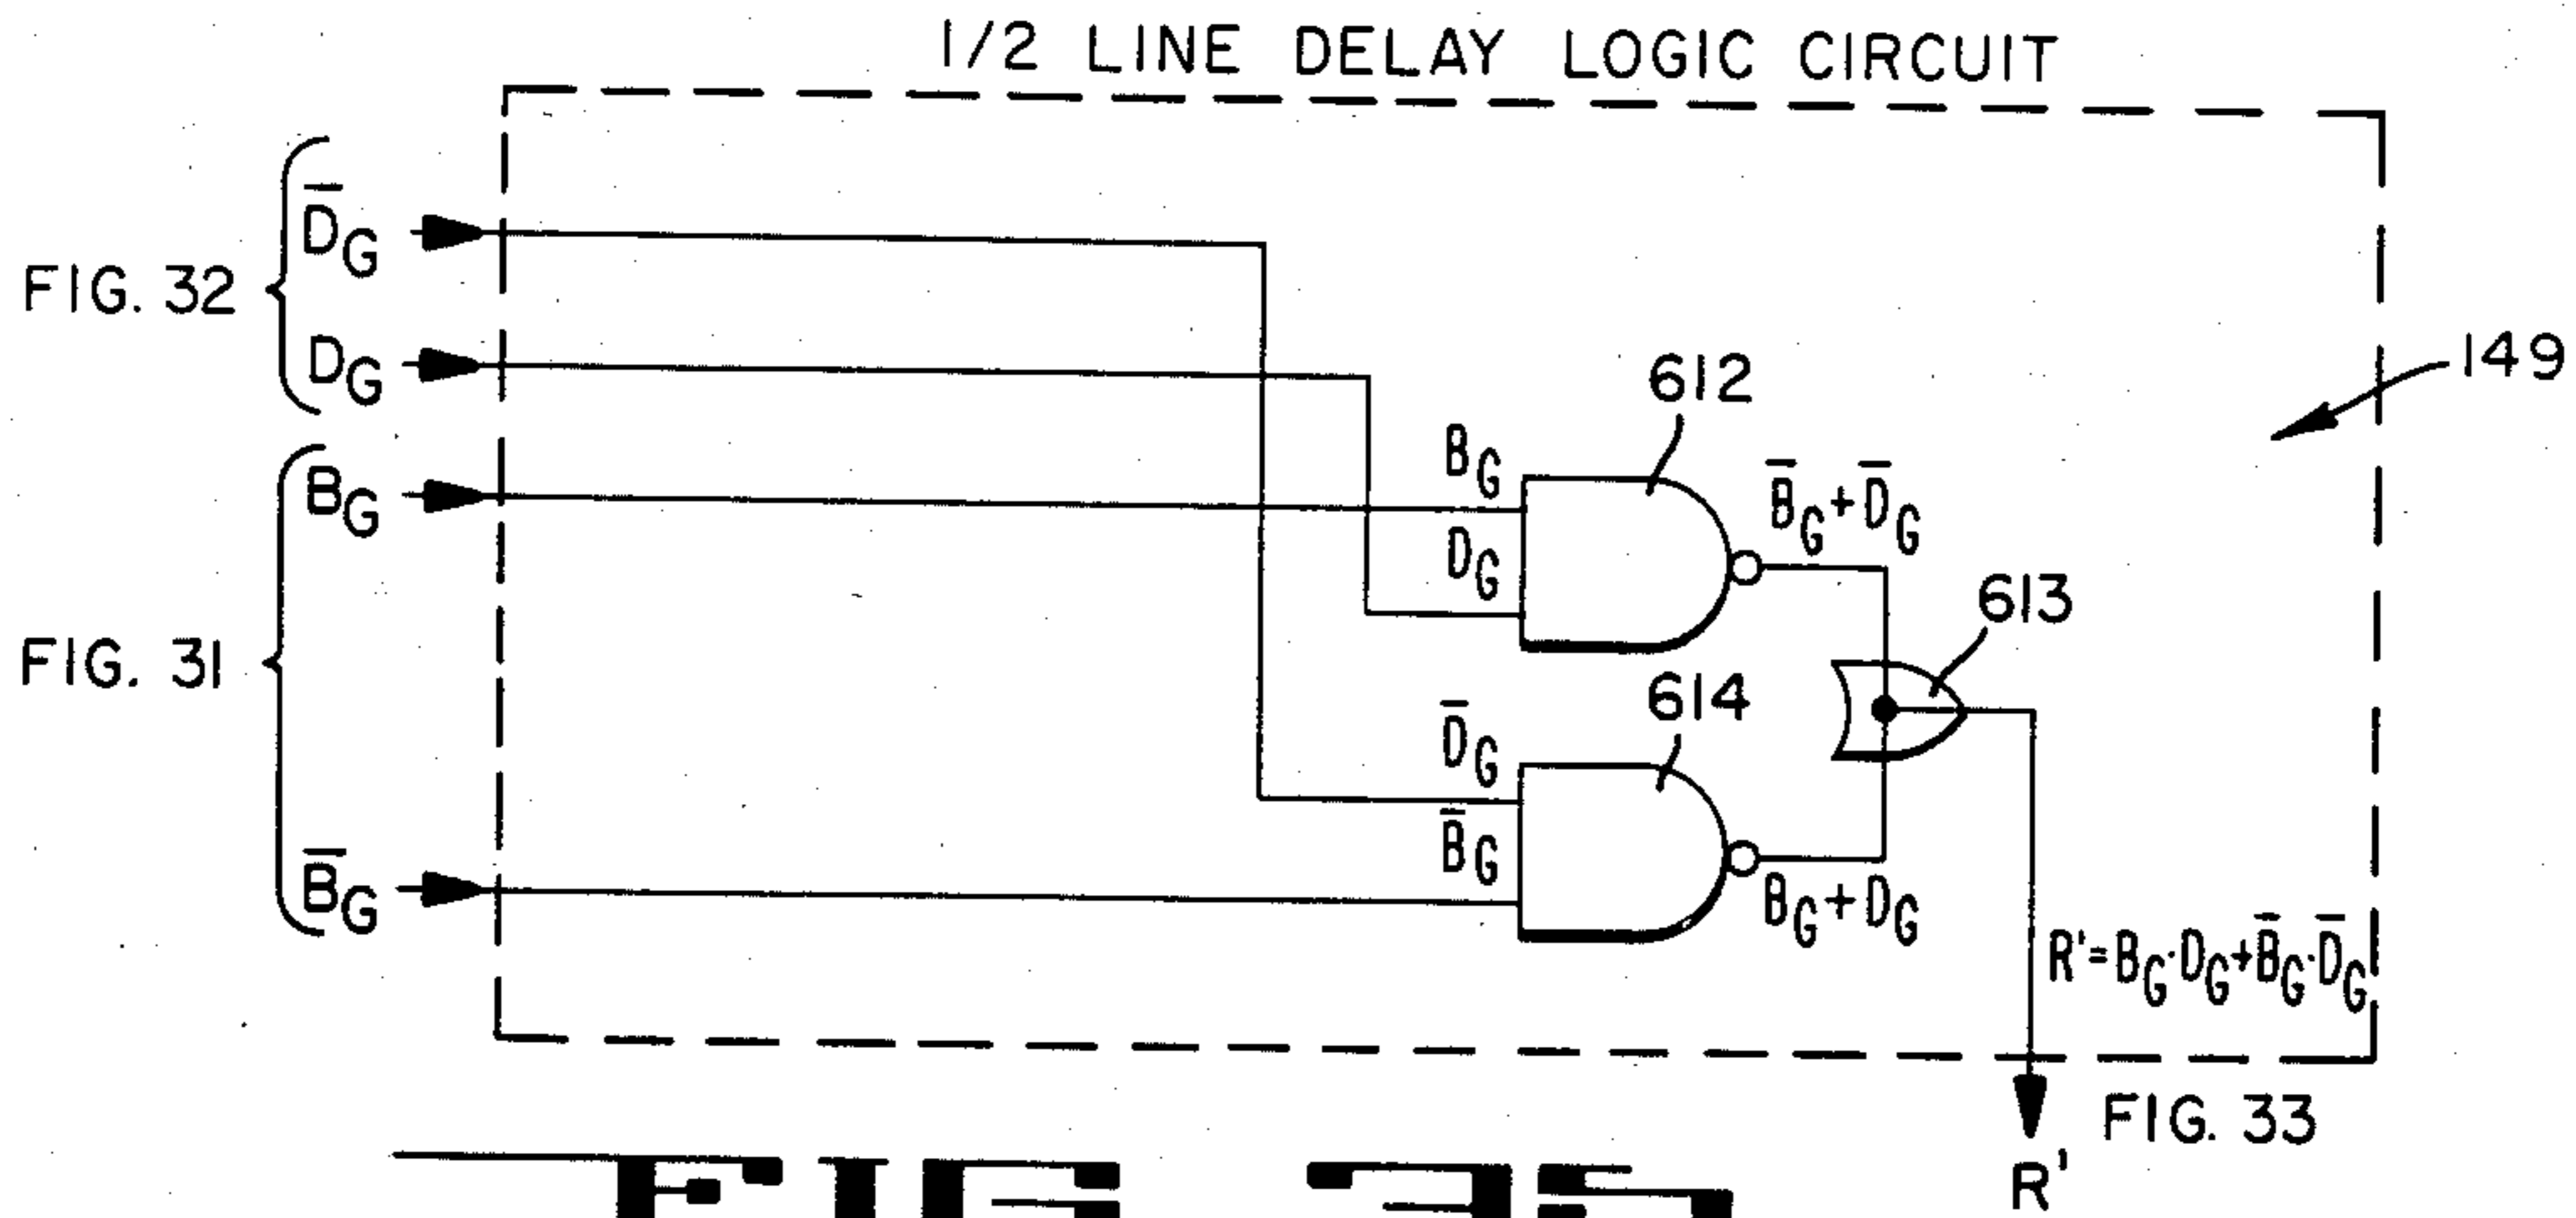 1/2 LINE DELAY LOGIC CIRCUIT
FIG. 32
D̅G
DG
149
612
BG
B̅G+D̅G
DG
FIG. 31
BG
613
614
D̅G
B̅G
BG+DG
B̅G
R'=BG·DG+B̅G·D̅G
FIG. 33
R'